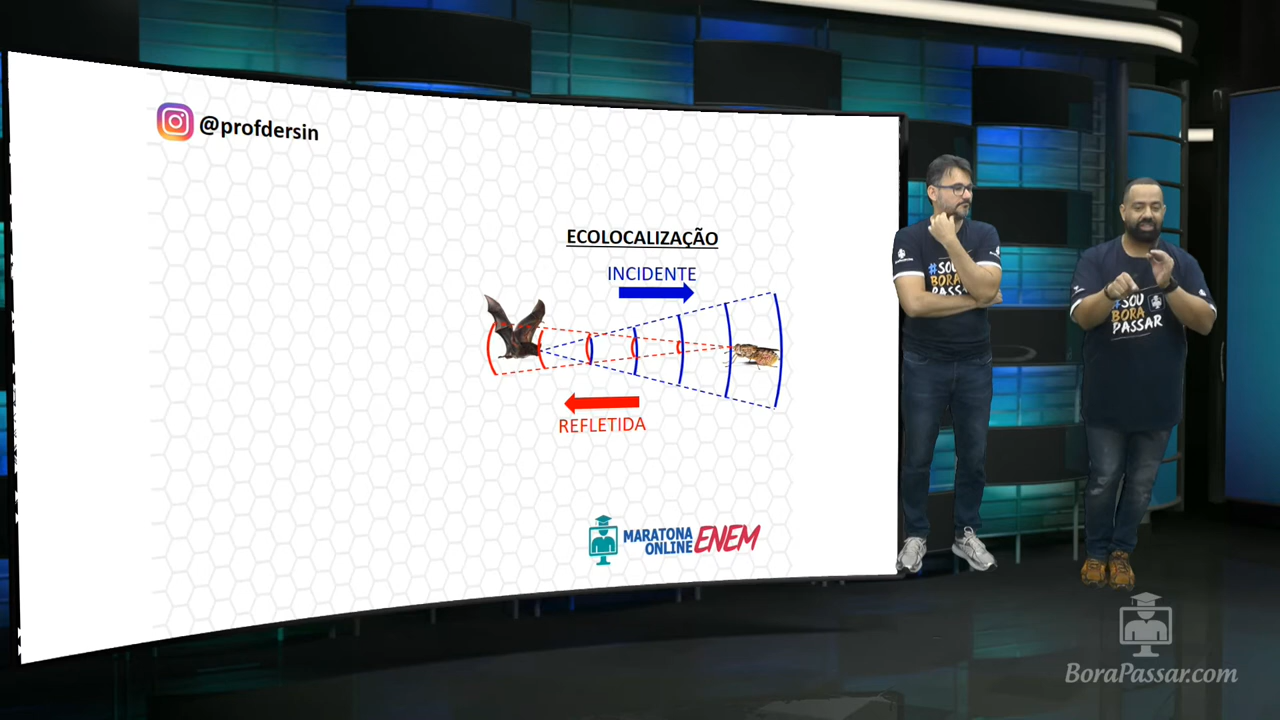 @profdersin
ECOLOCALIZAÇÃO
INCIDENTE
REFLETIDA
MARATONA
ONLINE ENEM
#SOU
BORA
PASSAR
#SOU
BORA
PASSAR
BoraPassar.com